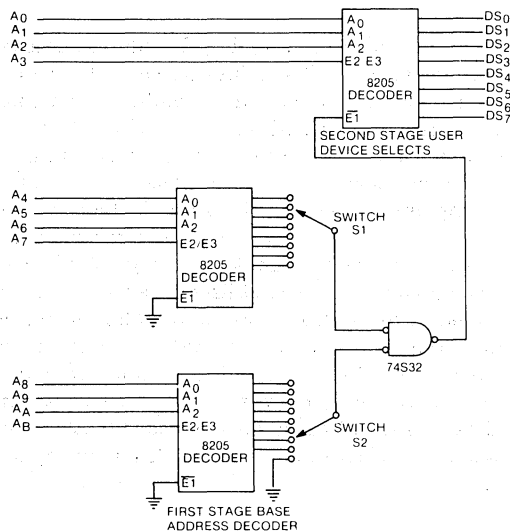 A0
A1
A2
A3
A0
A1
A2
E2 E3
8205
DECODER
E1
DS0
DS1
DS2
DS3
DS4
DS5
DS6
DS7
SECOND STAGE USER
DEVICE SELECTS
A4
A5
A6
A7
A0
A1
A2
E2/E3
8205
DECODER
E1
SWITCH
S1
74S32
A8
A9
AA
AB
A0
A1
A2
E2/E3
8205
DECODER
E1
SWITCH
S2
FIRST STAGE BASE
ADDRESS DECODER